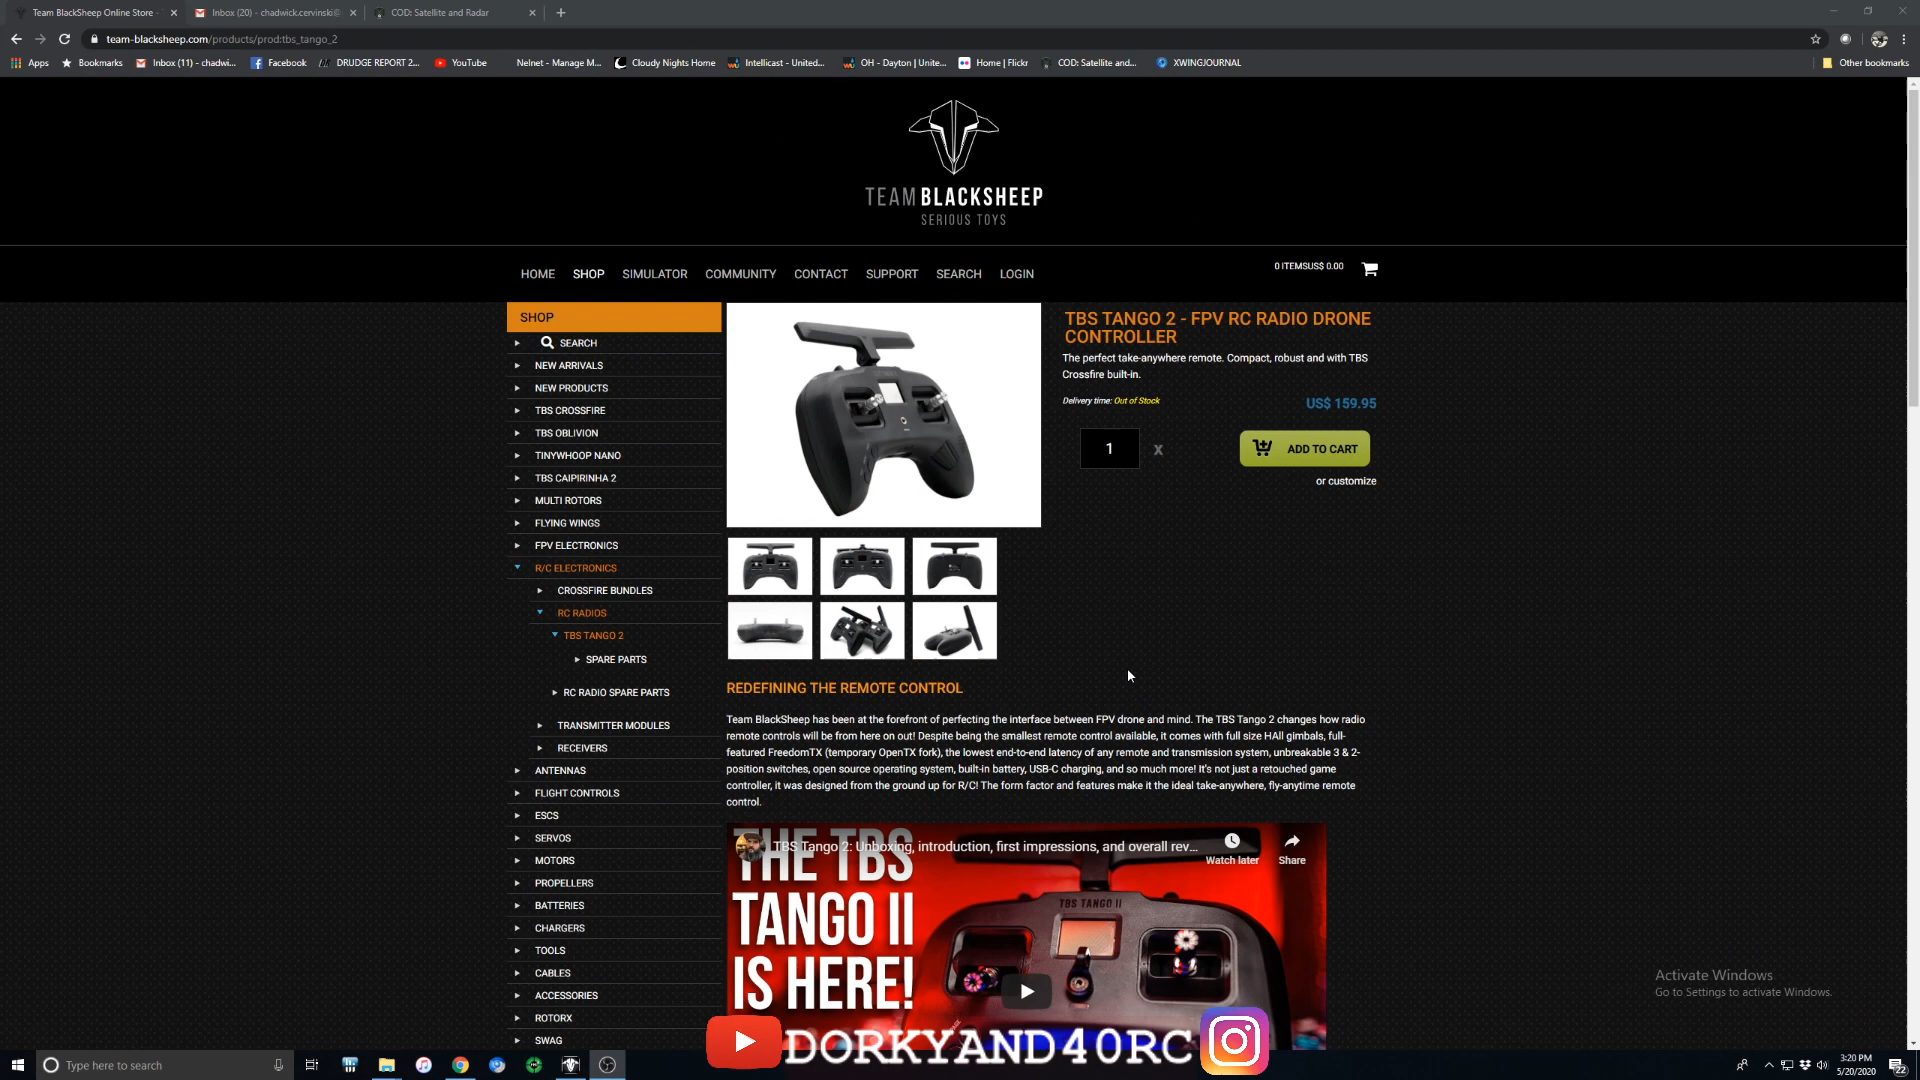 Team BlackSheep Online Store -
Inbox (20) - chadwick.cervinski@
COD: Satellite and Radar
team-blacksheep.com/products/prod:tbs_tango_2
Apps
Bookmarks
Inbox (11) - chadwi...
Facebook
DRUDGE REPORT 2...
YouTube
Nelnet - Manage M...
Cloudy Nights Home
Intellicast - United...
OH - Dayton | Unite...
Home | Flickr
COD: Satellite and...
XWINGJOURNAL
Other bookmarks
TEAM BLACKSHEEP
SERIOUS TOYS
HOME
SHOP
SIMULATOR
COMMUNITY
CONTACT
SUPPORT
SEARCH
LOGIN
0 ITEMSUS$ 0.00
SHOP
SEARCH
NEW ARRIVALS
NEW PRODUCTS
TBS CROSSFIRE
TBS OBLIVION
TINYWHOOP NANO
TBS CAIPIRINHA 2
MULTI ROTORS
FLYING WINGS
FPV ELECTRONICS
R/C ELECTRONICS
CROSSFIRE BUNDLES
RC RADIOS
TBS TANGO 2
SPARE PARTS
RC RADIO SPARE PARTS
TRANSMITTER MODULES
RECEIVERS
ANTENNAS
FLIGHT CONTROLS
ESCS
SERVOS
MOTORS
PROPELLERS
BATTERIES
CHARGERS
TOOLS
CABLES
ACCESSORIES
ROTORX
SWAG
TBS TANGO 2 - FPV RC RADIO DRONE
CONTROLLER
The perfect take-anywhere remote. Compact, robust and with TBS
Crossfire built-in.
Delivery time: Out of Stock
US$ 159.95
1
x
ADD TO CART
or customize
REDEFINING THE REMOTE CONTROL
Team BlackSheep has been at the forefront of perfecting the interface between FPV drone and mind. The TBS Tango 2 changes how radio
remote controls will be from here on out! Despite being the smallest remote control available, it comes with full size HAll gimbals, full-
featured FreedomTX (temporary OpenTX fork), the lowest end-to-end latency of any remote and transmission system, unbreakable 3 & 2-
position switches, open source operating system, built-in battery, USB-C charging, and so much more! It's not just a retouched game
controller, it was designed from the ground up for R/C! The form factor and features make it the ideal take-anywhere, fly-anytime remote
control.
TBS Tango 2: Unboxing, introduction, first impressions, and overall rev...
Watch later
Share
THE TBS
TANGO II
IS HERE!
TBS TANGO II
DORKYAND40RC
Activate Windows
Go to Settings to activate Windows.
Type here to search
3:20 PM
5/20/2020
22